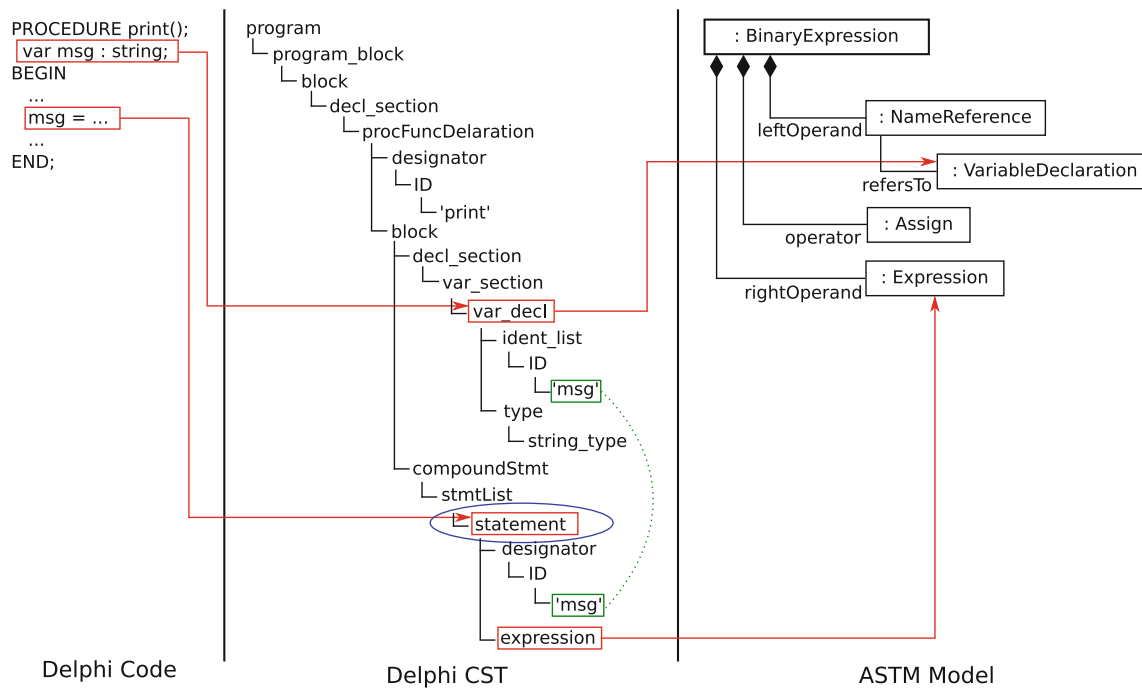 PROCEDURE print();
var msg : string;
BEGIN
...
msg = ...
...
END;
Delphi Code
program
program_block
block
decl_section
procFuncDelaration
designator
ID
'print'
block
decl_section
var_section
var_decl
ident_list
ID
'msg'
type
string_type
compoundStmt
stmtList
statement
designator
ID
'msg'
expression
Delphi CST
: BinaryExpression
: NameReference
leftOperand
: VariableDeclaration
refersTo
: Assign
operator
: Expression
rightOperand
ASTM Model